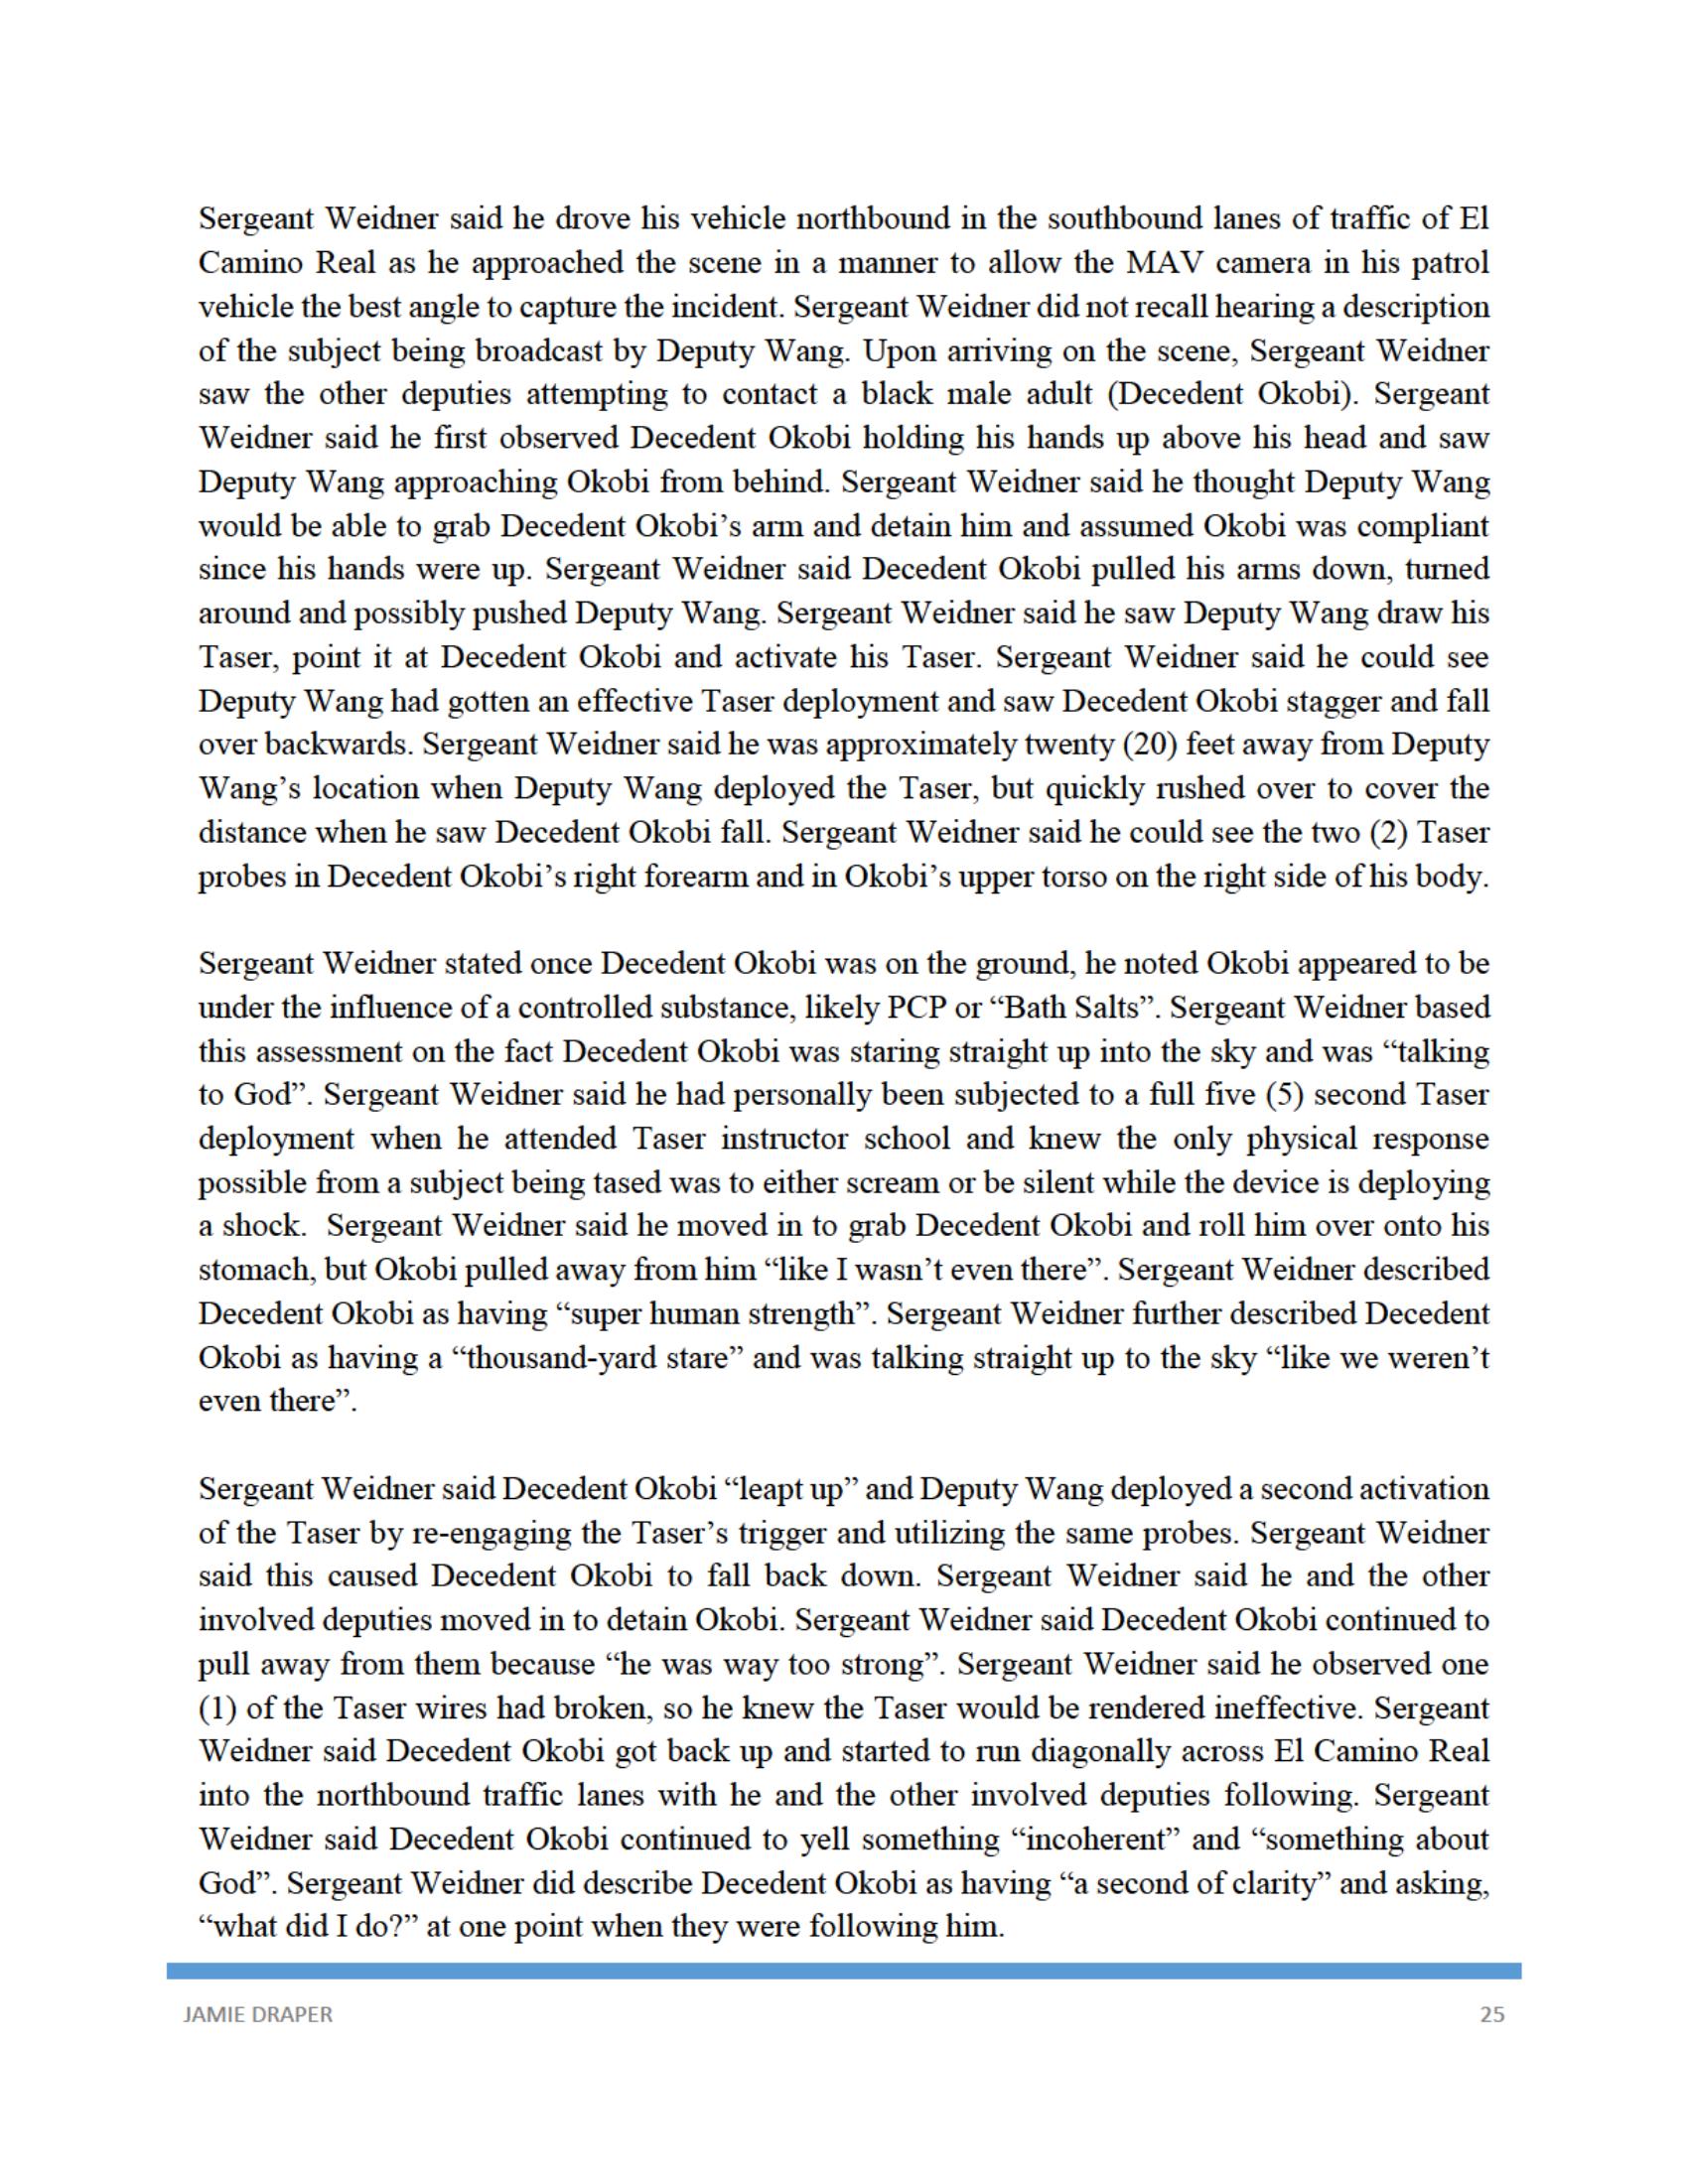 Sergeant Weidner said he drove his vehicle northbound in the southbound lanes of traffic of El
Camino Real as he approached the scene in a manner to allow the MAV camera in his patrol
vehicle the best angle to capture the incident. Sergeant Weidner did not recall hearing a description
of the subject being broadcast by Deputy Wang. Upon arriving on the scene, Sergeant Weidner
saw the other deputies attempting to contact a black male adult (Decedent Okobi). Sergeant
Weidner said he first observed Decedent Okobi holding his hands up above his head and saw
Deputy Wang approaching Okobi from behind. Sergeant Weidner said he thought Deputy Wang
would be able to grab Decedent Okobi’s arm and detain him and assumed Okobi was compliant
since his hands were up. Sergeant Weidner said Decedent Okobi pulled his arms down, turned
around and possibly pushed Deputy Wang. Sergeant Weidner said he saw Deputy Wang draw his
Taser, point it at Decedent Okobi and activate his Taser. Sergeant Weidner said he could see
Deputy Wang had gotten an effective Taser deployment and saw Decedent Okobi stagger and fall
over backwards. Sergeant Weidner said he was approximately twenty (20) feet away from Deputy
Wang’s location when Deputy Wang deployed the Taser, but quickly rushed over to cover the
distance when he saw Decedent Okobi fall. Sergeant Weidner said he could see the two (2) Taser
probes in Decedent Okobi’s right forearm and in Okobi’s upper torso on the right side of his body.
Sergeant Weidner stated once Decedent Okobi was on the ground, he noted Okobi appeared to be
under the influence of a controlled substance, likely PCP or “Bath Salts”. Sergeant Weidner based
this assessment on the fact Decedent Okobi was staring straight up into the sky and was “talking
to God”. Sergeant Weidner said he had personally been subjected to a full five (5) second Taser
deployment when he attended Taser instructor school and knew the only physical response
possible from a subject being tased was to either scream or be silent while the device is deploying
a shock.  Sergeant Weidner said he moved in to grab Decedent Okobi and roll him over onto his
stomach, but Okobi pulled away from him “like I wasn’t even there”. Sergeant Weidner described
Decedent Okobi as having “super human strength”. Sergeant Weidner further described Decedent
Okobi as having a “thousand-yard stare” and was talking straight up to the sky “like we weren’t
even there”.
Sergeant Weidner said Decedent Okobi “leapt up” and Deputy Wang deployed a second activation
of the Taser by re-engaging the Taser’s trigger and utilizing the same probes. Sergeant Weidner
said this caused Decedent Okobi to fall back down. Sergeant Weidner said he and the other
involved deputies moved in to detain Okobi. Sergeant Weidner said Decedent Okobi continued to
pull away from them because “he was way too strong”. Sergeant Weidner said he observed one
(1) of the Taser wires had broken, so he knew the Taser would be rendered ineffective. Sergeant
Weidner said Decedent Okobi got back up and started to run diagonally across El Camino Real
into the northbound traffic lanes with he and the other involved deputies following. Sergeant
Weidner said Decedent Okobi continued to yell something “incoherent” and “something about
God”. Sergeant Weidner did describe Decedent Okobi as having “a second of clarity” and asking,
“what did I do?” at one point when they were following him.
JAMIE DRAPER 25